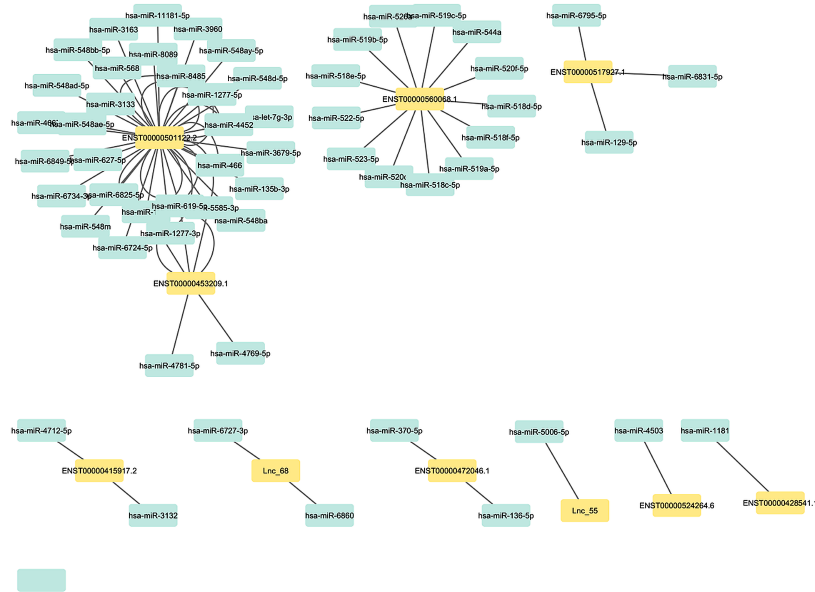 hsa-miR-11181-5p
hsa-miR-3163
hsa-miR-3960
hsa-miR-548bb-5p
hsa-miR-8089
hsa-miR-548ay-5p
hsa-miR-568
hsa-miR-8485
hsa-miR-548d-5p
hsa-miR-548ad-5p
hsa-miR-1277-5p
hsa-miR-3133
hsa-miR-548ae-5p
hsa-miR-4452
ENST00000501122.2
hsa-miR-3679-5p
hsa-miR-627-5p
hsa-miR-466
hsa-miR-135b-3p
hsa-miR-6825-5p
hsa-miR-619-5p
hsa-miR-548ba
hsa-miR-548m
hsa-miR-1277-3p
hsa-miR-6724-5p
ENST00000453209.1
hsa-miR-4769-5p
hsa-miR-4781-5p
hsa-miR-519c-5p
hsa-miR-544a
hsa-miR-519b-5p
hsa-miR-520f-5p
hsa-miR-518e-5p
ENST00000560068.1
hsa-miR-518d-5p
hsa-miR-522-5p
hsa-miR-518f-5p
hsa-miR-523-5p
hsa-miR-519a-5p
hsa-miR-518c-5p
hsa-miR-6795-5p
ENST00000517927.1
hsa-miR-6831-5p
hsa-miR-129-5p
hsa-miR-4712-5p
ENST00000415917.2
hsa-miR-3132
hsa-miR-6727-3p
Lnc_68
hsa-miR-6860
hsa-miR-370-5p
ENST00000472046.1
hsa-miR-136-5p
hsa-miR-5006-5p
Lnc_55
hsa-miR-4503
ENST00000524264.6
hsa-miR-1181
ENST00000428541.